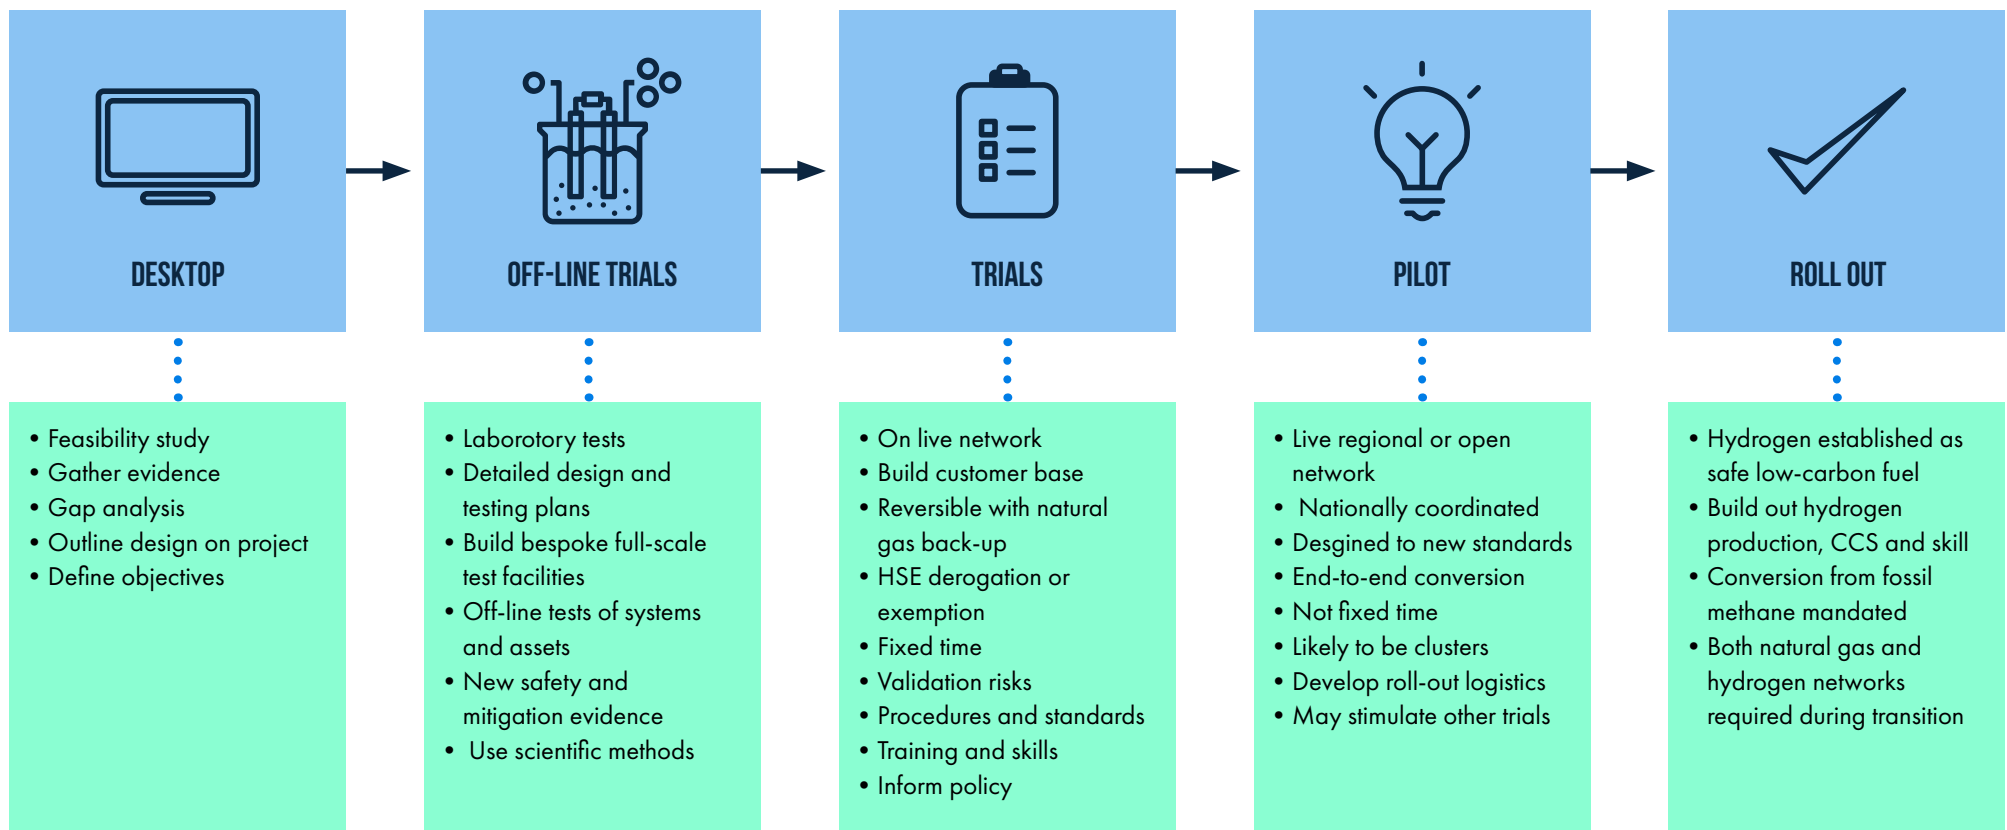 DESKTOP
• Feasibility study
• Gather evidence
• Gap analysis
• Outline design on project
• Define objectives
OFF-LINE TRIALS
• Laborotory tests
• Detailed design and
testing plans
• Build bespoke full-scale
test facilities
• Off-line tests of systems
and assets
• New safety and
mitigation evidence
• Use scientific methods
TRIALS
• On live network
• Build customer base
• Reversible with natural
gas back-up
• HSE derogation or
exemption
• Fixed time
• Validation risks
• Procedures and standards
• Training and skills
• Inform policy
PILOT
• Live regional or open
network
• Nationally coordinated
• Desgined to new standards
• End-to-end conversion
• Not fixed time
• Likely to be clusters
• Develop roll-out logistics
• May stimulate other trials
ROLL OUT
• Hydrogen established as
safe low-carbon fuel
• Build out hydrogen
production, CCS and skill
• Conversion from fossil
methane mandated
• Both natural gas and
hydrogen networks
required during transition